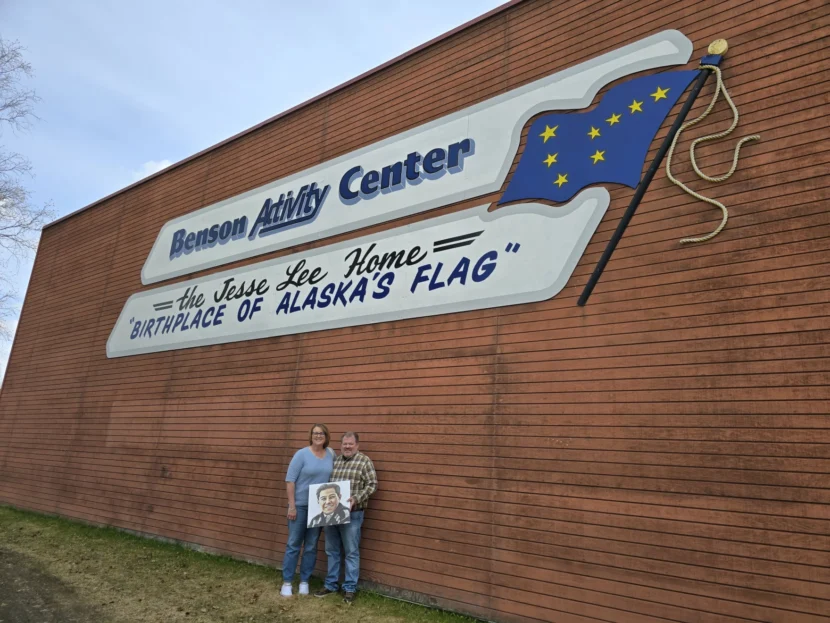 Benson Activity Center
the Jesse Lee Home
"BIRTHPLACE OF ALASKA'S FLAG"